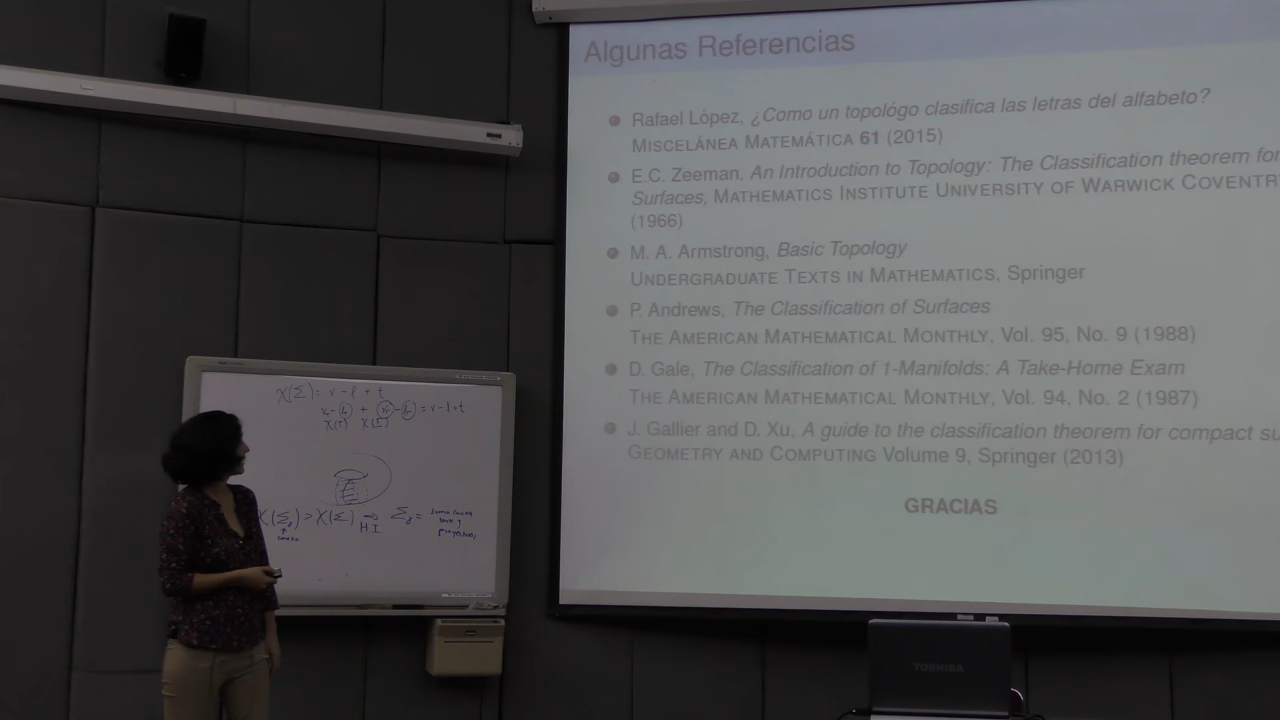 Algunas Referencias
Rafael López, ¿Como un topológo clasifica las letras del alfabeto?
MISCELÁNEA MATEMÁTICA 61 (2015)
E.C. Zeeman, An Introduction to Topology: The Classification theorem for
Surfaces, MATHEMATICS INSTITUTE UNIVERSITY OF WARWICK COVENTR
(1966)
M. A. Armstrong, Basic Topology
UNDERGRADUATE TEXTS IN MATHEMATICS, Springer
P. Andrews, The Classification of Surfaces
THE AMERICAN MATHEMATICAL MONTHLY, Vol. 95, No. 9 (1988)
D. Gale, The Classification of 1-Manifolds: A Take-Home Exam
THE AMERICAN MATHEMATICAL MONTHLY, Vol. 94, No. 2 (1987)
J. Gallier and D. Xu, A guide to the classification theorem for compact su
GEOMETRY AND COMPUTING Volume 9, Springer (2013)
GRACIAS
χ(Σ) = v - l + t
= v - l + t
χ(T) χ(Γ)
χ(Σ) > χ(Σ) ⇒ Σ =
HI
TOSHIBA